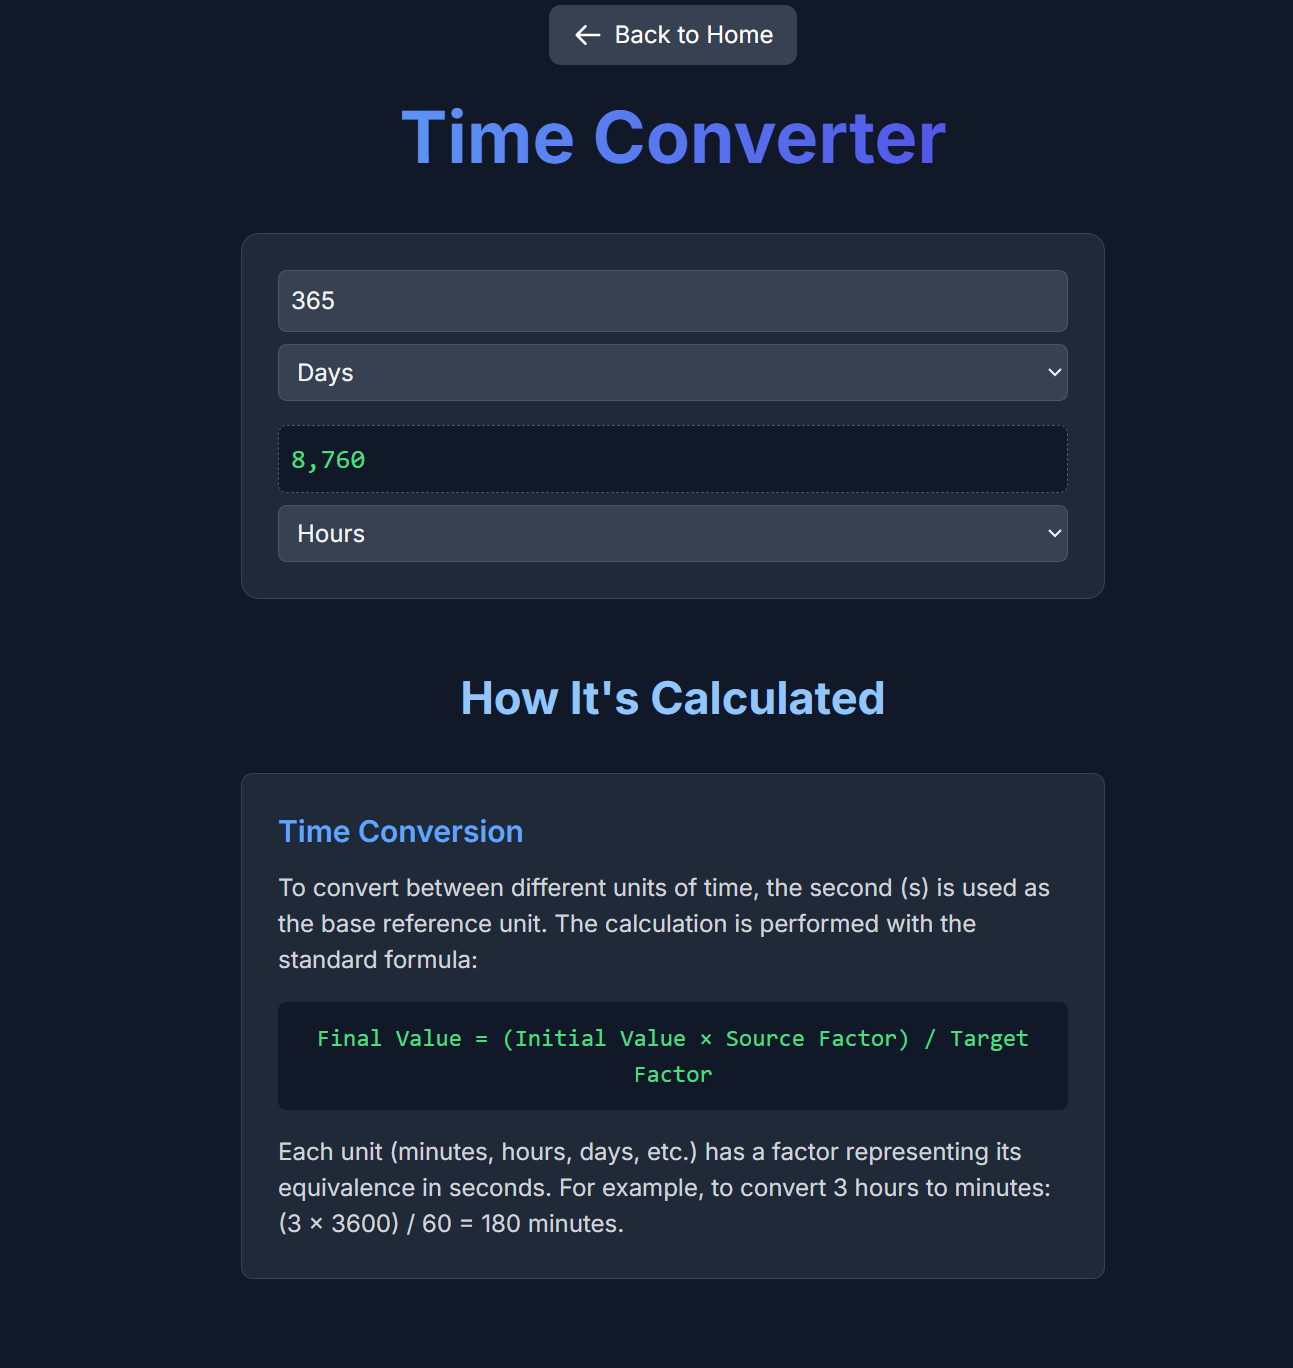 ← Back to Home
Time Converter
365
Days
8,760
Hours
How It's Calculated
Time Conversion
To convert between different units of time, the second (s) is used as
the base reference unit. The calculation is performed with the
standard formula:
Final Value = (Initial Value × Source Factor) / Target
Factor
Each unit (minutes, hours, days, etc.) has a factor representing its
equivalence in seconds. For example, to convert 3 hours to minutes:
(3 × 3600) / 60 = 180 minutes.